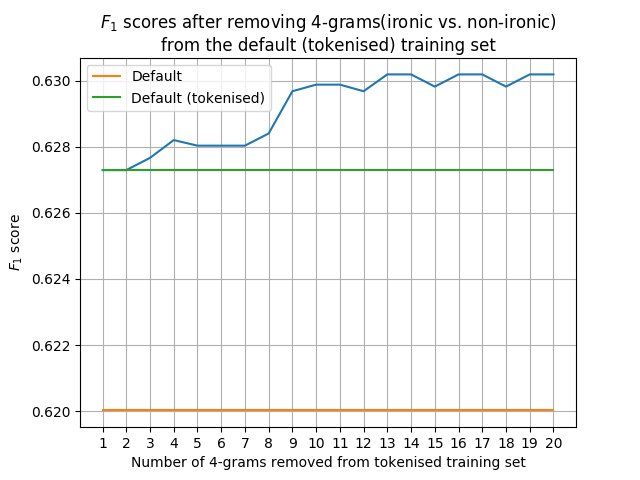 F₁ scores after removing 4-grams(ironic vs. non-ironic)
from the default (tokenised) training set
Default
Default (tokenised)
F₁ score
0.630
0.628
0.626
0.624
0.622
0.620
1 2 3 4 5 6 7 8 9 10 11 12 13 14 15 16 17 18 19 20
Number of 4-grams removed from tokenised training set